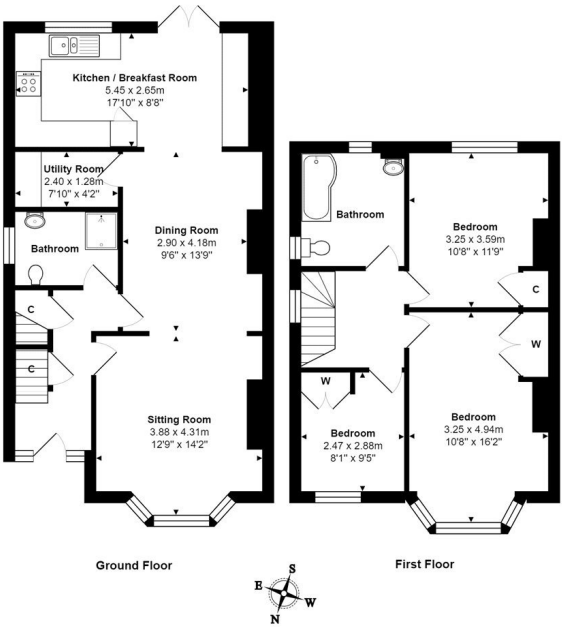 Kitchen / Breakfast Room
5.45 x 2.65m
17'10" x 8'8"
Utility Room
2.40 x 1.28m
7'10" x 4'2"
Bathroom
Dining Room
2.90 x 4.18m
9'6" x 13'9"
C
C
Sitting Room
3.88 x 4.31m
12'9" x 14'2"
Ground Floor
Bathroom
Bedroom
3.25 x 3.59m
10'8" x 11'9"
C
W
W
Bedroom
2.47 x 2.88m
8'1" x 9'5"
Bedroom
3.25 x 4.94m
10'8" x 16'2"
First Floor
S
E
W
N